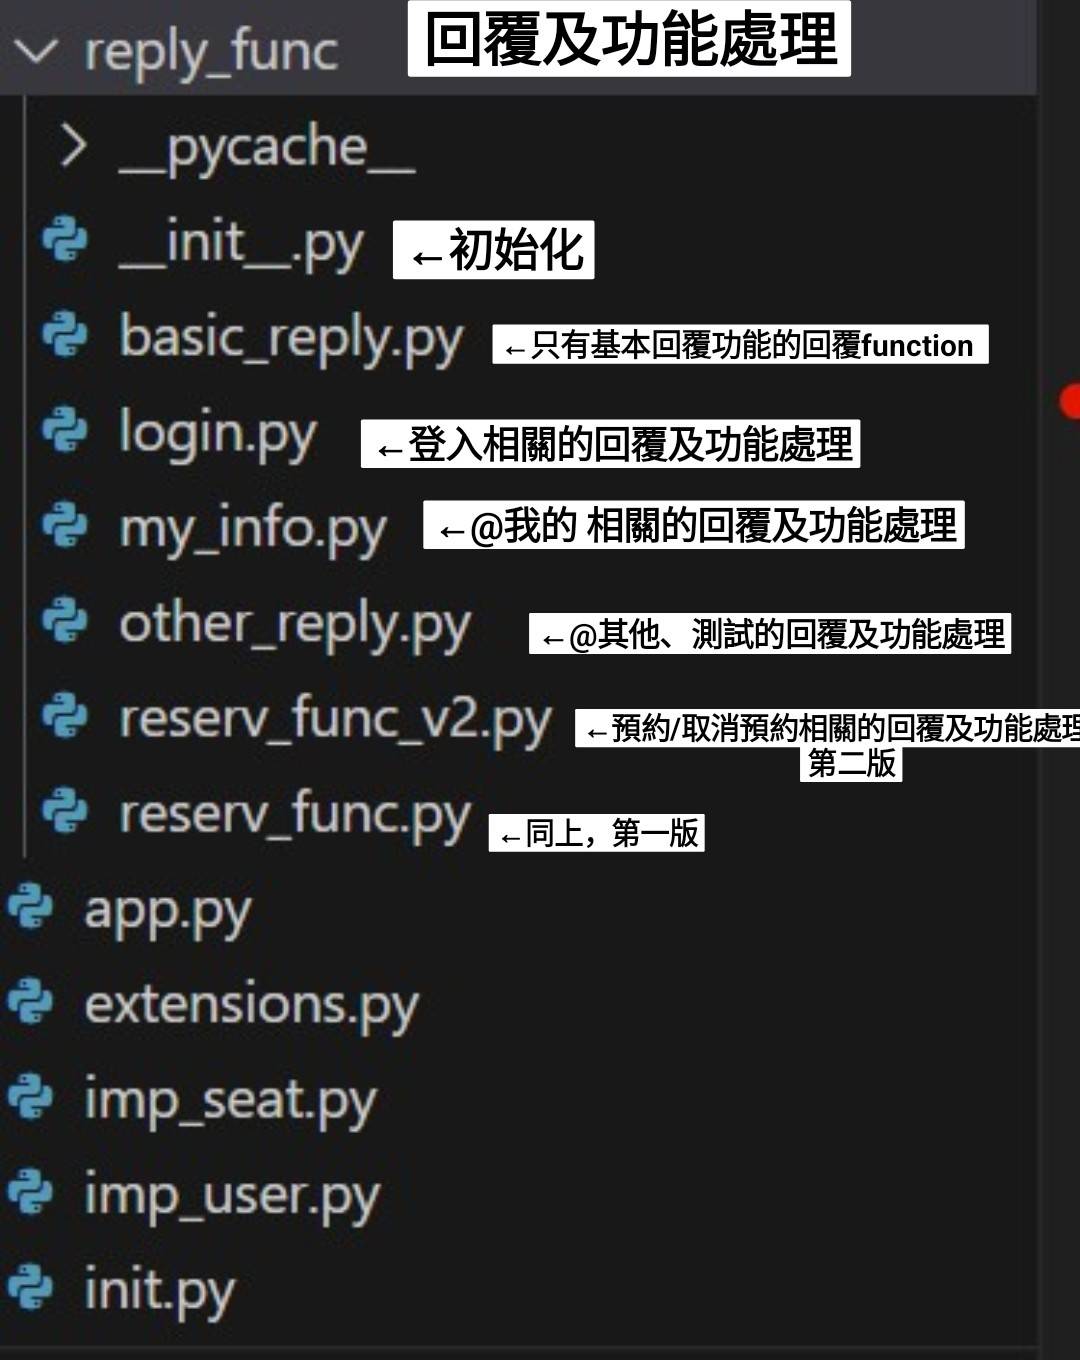 reply_func 回覆及功能處理
__pycache__
__init__.py ←初始化
basic_reply.py ←只有基本回覆功能的回覆function
login.py ←登入相關的回覆及功能處理
my_info.py ←@我的 相關的回覆及功能處理
other_reply.py ←@其他、測試的回覆及功能處理
reserv_func_v2.py ←預約/取消預約相關的回覆及功能處理
第二版
reserv_func.py ←同上，第一版
app.py
extensions.py
imp_seat.py
imp_user.py
init.py